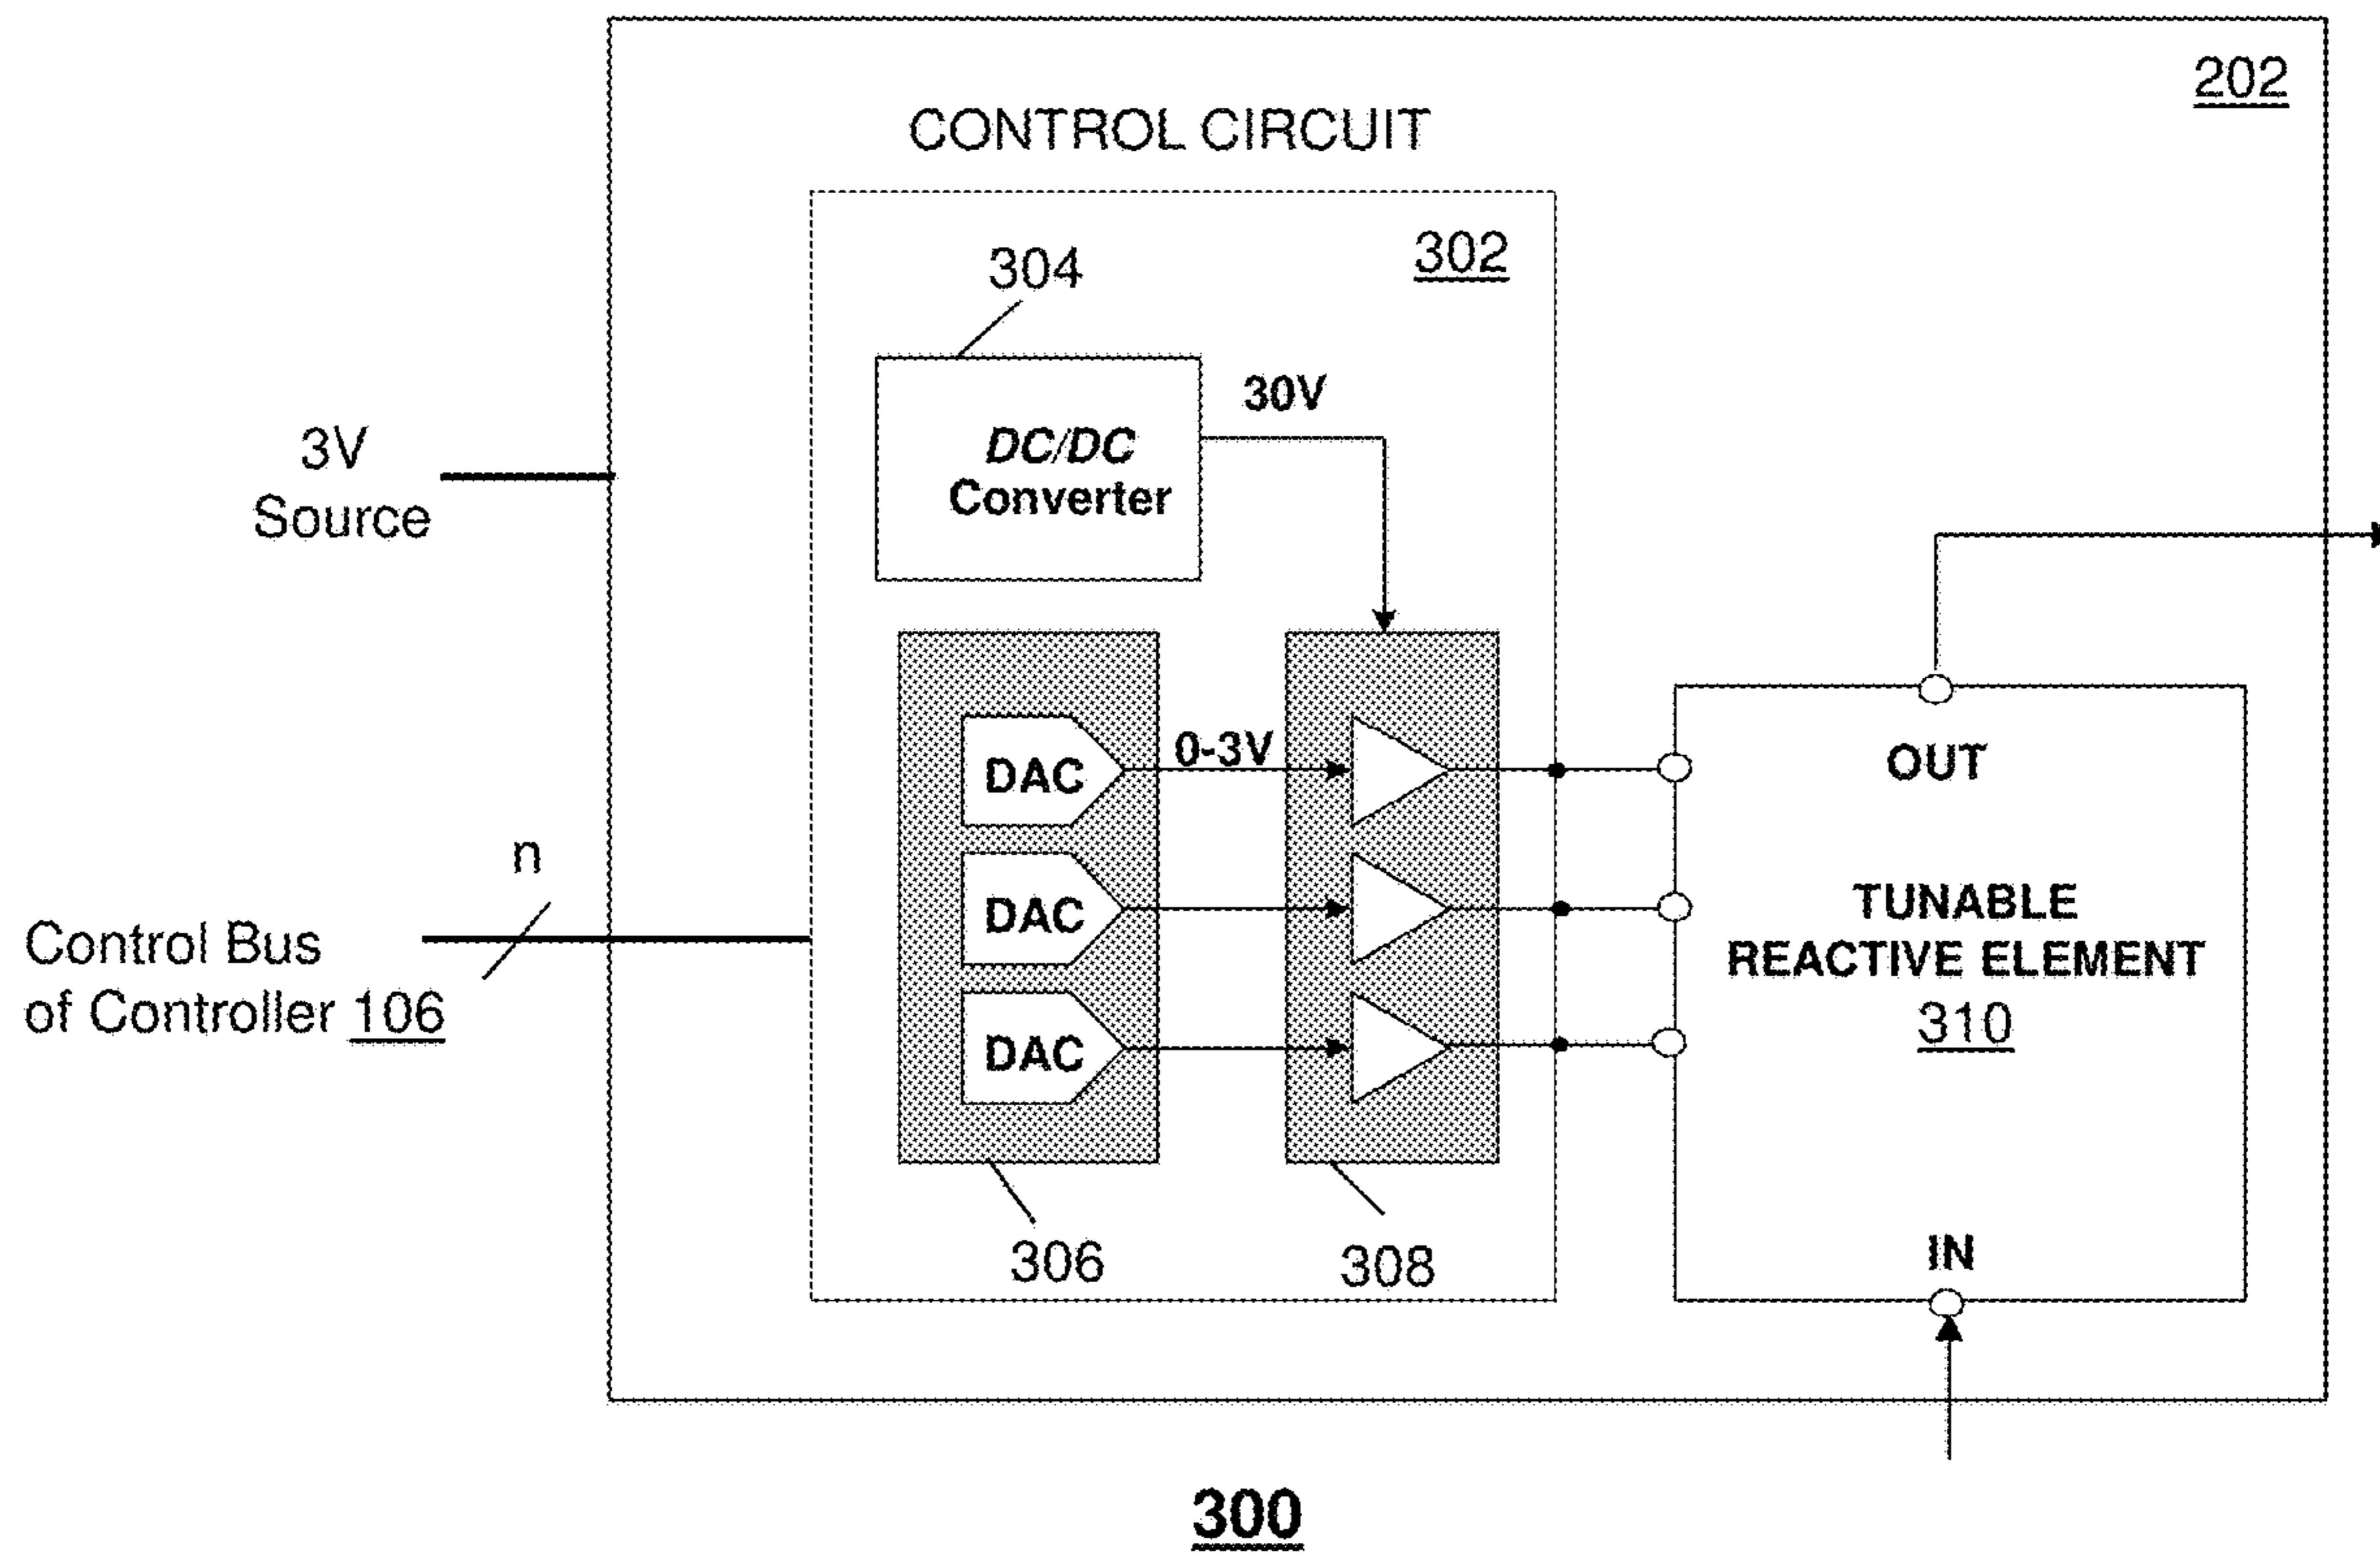 202
CONTROL CIRCUIT
302
304
30V
DC/DC
Converter
3V
Source
0-3V
DAC
OUT
n
DAC
TUNABLE
REACTIVE ELEMENT
310
Control Bus
of Controller 106
DAC
IN
306
308
300